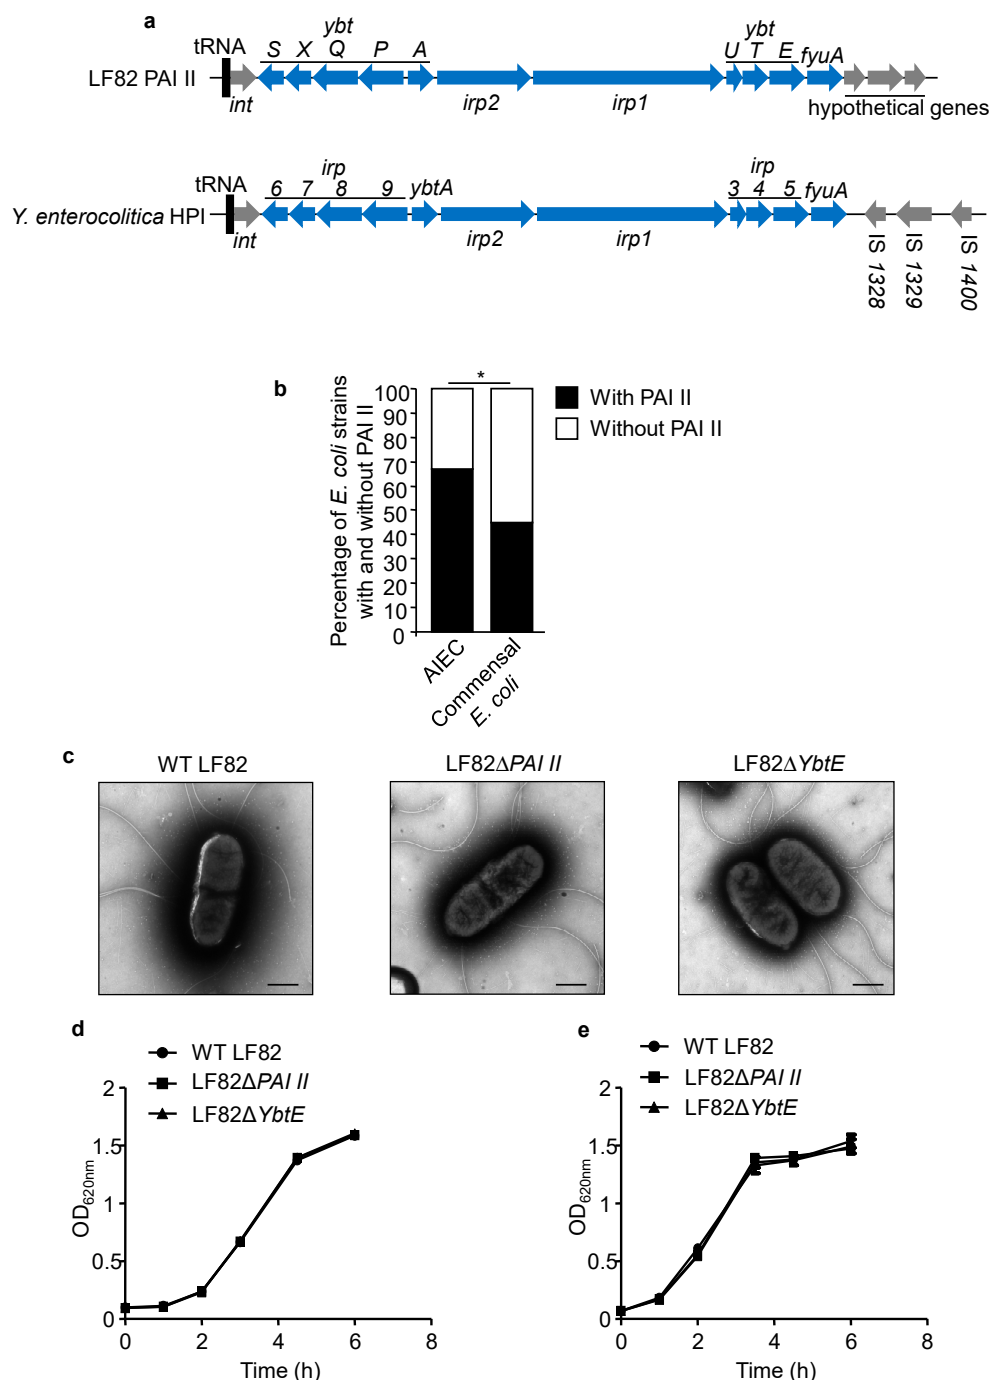 a
ybt
ybt
tRNA S X Q P A U T E fyuA
LF82 PAI II
int irp2 irp1 hypothetical genes
irp
irp
tRNA 6 7 8 9 ybtA 3 4 5 fyuA
Y. enterocolitica HPI
int irp2 irp1
IS 1328
IS 1329
IS 1400
b
*
With PAI II
Without PAI II
Percentage of E. coli strains
with and without PAI II
100
90
80
70
60
50
40
30
20
10
0
AIEC
Commensal
E. coli
c
WT LF82
LF82ΔPAI II
LF82ΔYbtE
d
WT LF82
LF82ΔPAI II
LF82ΔYbtE
OD620nm
2
1.5
1
0.5
0
0 2 4 6 8
Time (h)
e
WT LF82
LF82ΔPAI II
LF82ΔYbtE
OD620nm
2
1.5
1
0.5
0
0 2 4 6 8
Time (h)